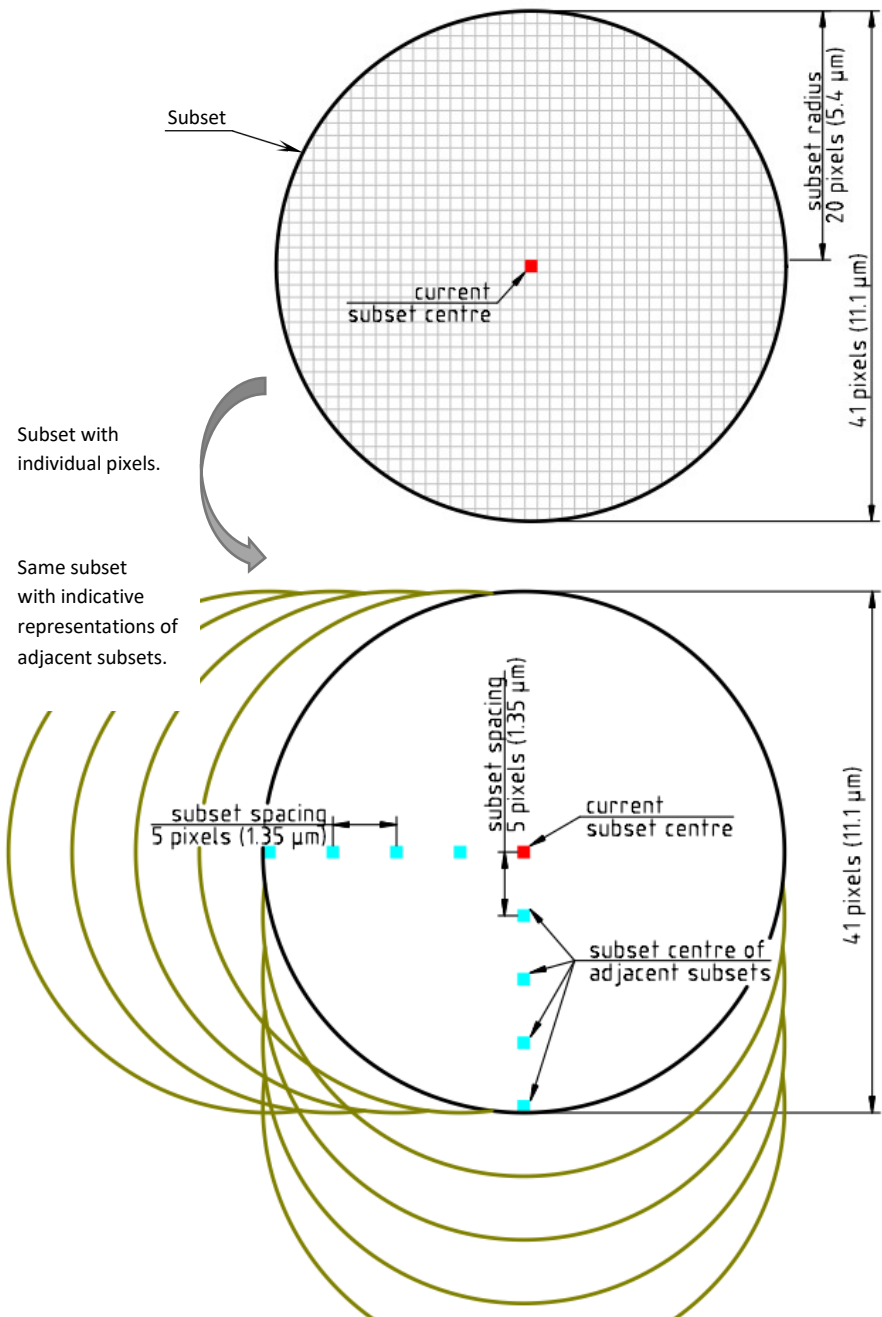 Subset
subset radius
20 pixels (5.4 µm)
41 pixels (11.1 µm)
current
subset centre
Subset with
individual pixels.
Same subset
with indicative
representations of
adjacent subsets.
subset spacing
5 pixels (1.35 µm)
subset spacing
5 pixels (1.35 µm)
current
subset centre
41 pixels (11.1 µm)
subset centre of
adjacent subsets